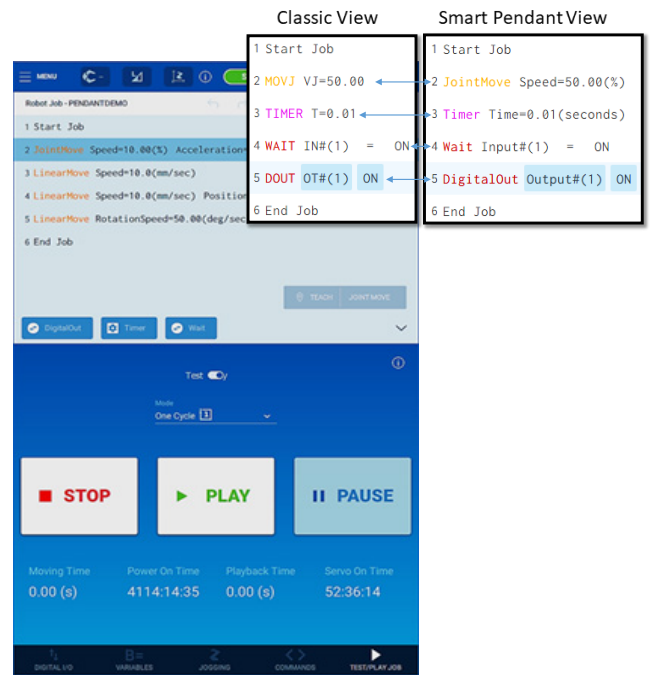 Classic View
Smart Pendant View
1 Start Job
2 MOVJ VJ=50.00
3 TIMER T=0.01
4 WAIT IN#(1) = ON
5 DOUT OT#(1) ON
6 End Job
1 Start Job
2 JointMove Speed=50.00(%)
3 Timer Time=0.01(seconds)
4 Wait Input#(1) = ON
5 DigitalOut Output#(1) ON
6 End Job
MENU
Robot Job - PENDANTDEMO
1 Start Job
2 JointMove Speed=10.00(%) Acceleration=
3 LinearMove Speed=10.0(mm/sec)
4 LinearMove Speed=10.0(mm/sec) Position
5 LinearMove RotationSpeed=50.00(deg/sec
6 End Job
TEACH JOINT MOVE
DigitalOut Timer Wait
Test
Mode
One Cycle 1
STOP PLAY PAUSE
Moving Time Power On Time Playback Time Servo On Time
0.00 (s) 4114:14:35 0.00 (s) 52:36:14
DIGITAL I/O VARIABLES JOGGING COMMANDS TEST/PLAY JOB